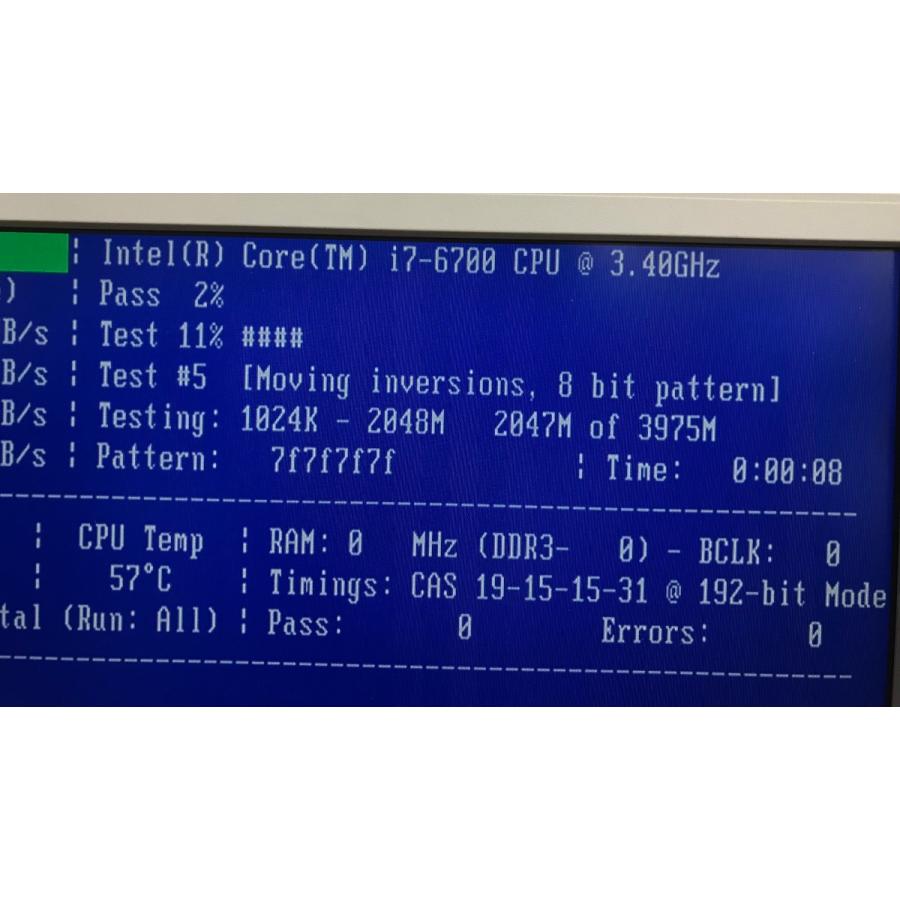 Intel(R) Core(TM) i7-6700 CPU @ 3.40GHz
) ¦ Pass 2%
B/s ¦ Test 11% ####
B/s ¦ Test #5 [Moving inversions, 8 bit pattern]
B/s ¦ Testing: 1024K - 2048M 2047M of 3975M
B/s ¦ Pattern: 7f7f7f7f ¦ Time: 0:00:08
¦ CPU Temp ¦ RAM: 0 MHz (DDR3- 0) - BCLK: 0
¦ 57°C ¦ Timings: CAS 19-15-15-31 @ 192-bit Mode
tal (Run: All) ¦ Pass: 0 Errors: 0